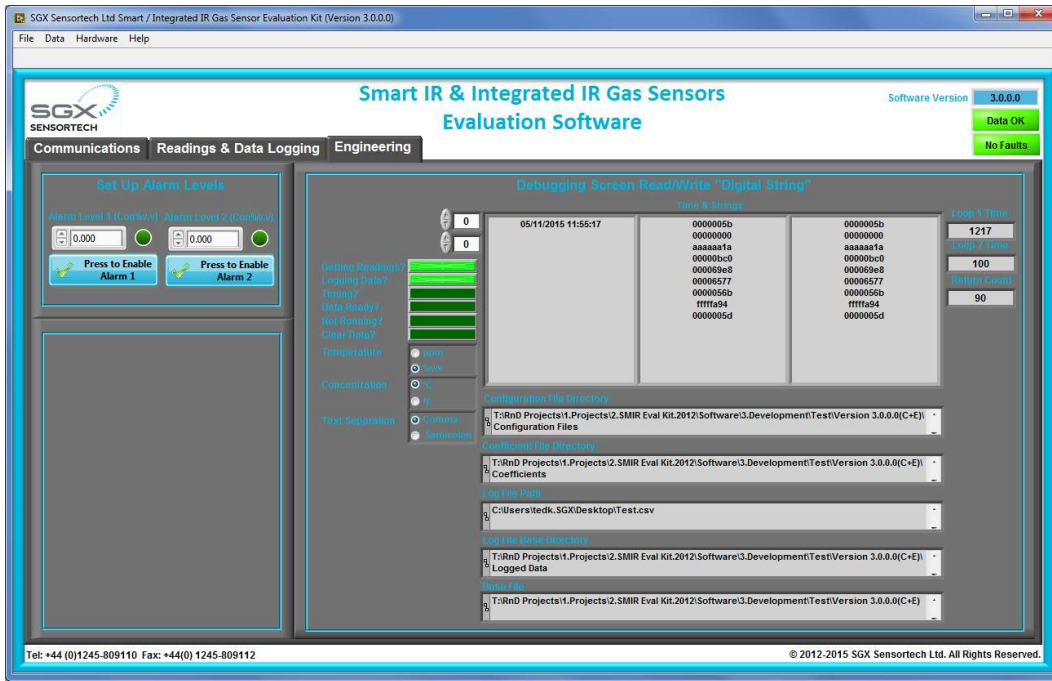 SGX Sensortech Ltd Smart / Integrated IR Gas Sensor Evaluation Kit (Version 3.0.0.0)
File Data Hardware Help
SGX
SENSORTECH
Smart IR & Integrated IR Gas Sensors
Evaluation Software
Software Version 3.0.0.0
Data OK
No Faults
Communications Readings & Data Logging Engineering
Set Up Alarm Levels
Alarm Level 1 (Con%v.v) Alarm Level 2 (Con%v.v)
0.000 0.000
Press to Enable
Alarm 1
Press to Enable
Alarm 2
Debugging Screen Read/Write "Digital String"
Time & Strings
0
0
Getting Readings?
Logging Data?
Timing?
Data Ready?
Not Running?
Clear Data?
Temperature
ppm
%v/v
Concentration
°C
Text Separation
Comma
Semicolon
05/11/2015 11:55:17
0000005b
00000000
aaaaaa1a
00000bc0
000069e8
00006577
0000056b
fffffa94
0000005d
0000005b
00000000
aaaaaa1a
00000bc0
000069e8
00006577
0000056b
fffffa94
0000005d
Loop 1 Time
1217
Loop 2 Time
100
Return Count
90
Configuration File Directory
T:\RnD Projects\1.Projects\2.SMIR Eval Kit.2012\Software\3.Development\Test\Version 3.0.0.0(C+E)\
Configuration Files
Coefficient File Directory
T:\RnD Projects\1.Projects\2.SMIR Eval Kit.2012\Software\3.Development\Test\Version 3.0.0.0(C+E)\
Coefficients
Log File Path
C:\Users\tedk.SGX\Desktop\Test.csv
Log File Base Directory
T:\RnD Projects\1.Projects\2.SMIR Eval Kit.2012\Software\3.Development\Test\Version 3.0.0.0(C+E)\
Logged Data
Base File
T:\RnD Projects\1.Projects\2.SMIR Eval Kit.2012\Software\3.Development\Test\Version 3.0.0.0(C+E)
Tel: +44 (0)1245-809110 Fax: +44(0) 1245-809112
© 2012-2015 SGX Sensortech Ltd. All Rights Reserved.